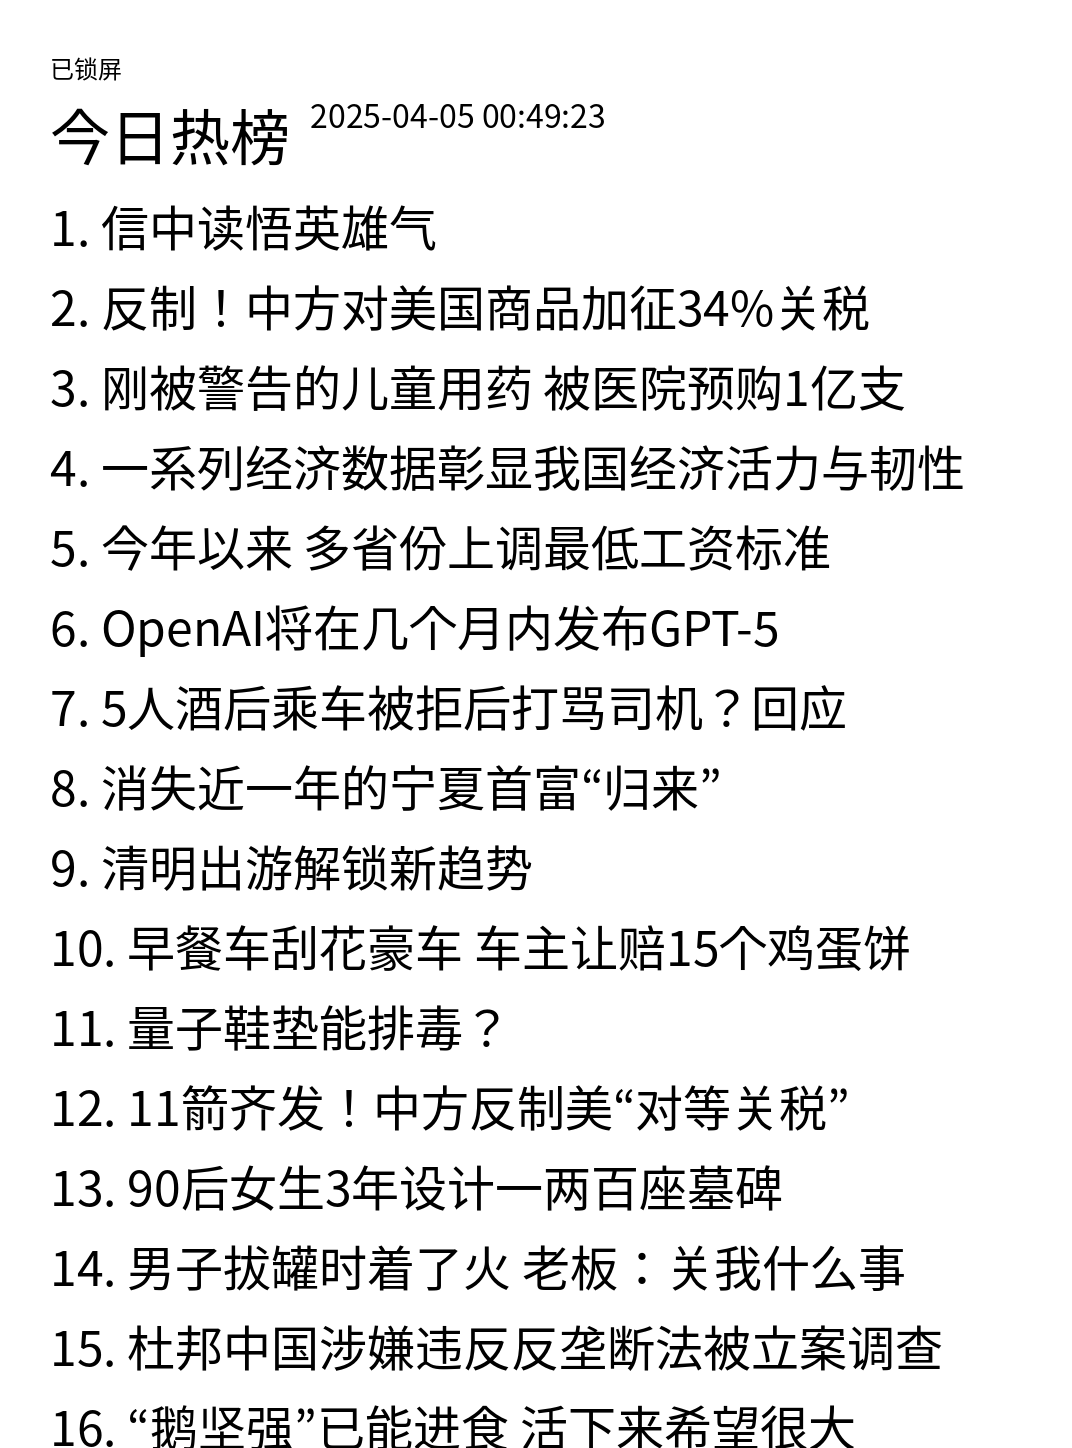 已锁屏
今日热榜 2025-04-05 00:49:23
1. 信中读悟英雄气
2. 反制！中方对美国商品加征34%关税
3. 刚被警告的儿童用药 被医院预购1亿支
4. 一系列经济数据彰显我国经济活力与韧性
5. 今年以来 多省份上调最低工资标准
6. OpenAI将在几个月内发布GPT-5
7. 5人酒后乘车被拒后打骂司机？回应
8. 消失近一年的宁夏首富“归来”
9. 清明出游解锁新趋势
10. 早餐车刮花豪车 车主让赔15个鸡蛋饼
11. 量子鞋垫能排毒？
12. 11箭齐发！中方反制美“对等关税”
13. 90后女生3年设计一两百座墓碑
14. 男子拔罐时着了火 老板：关我什么事
15. 杜邦中国涉嫌违反反垄断法被立案调查
16. “鹅坚强”已能进食 活下来希望很大